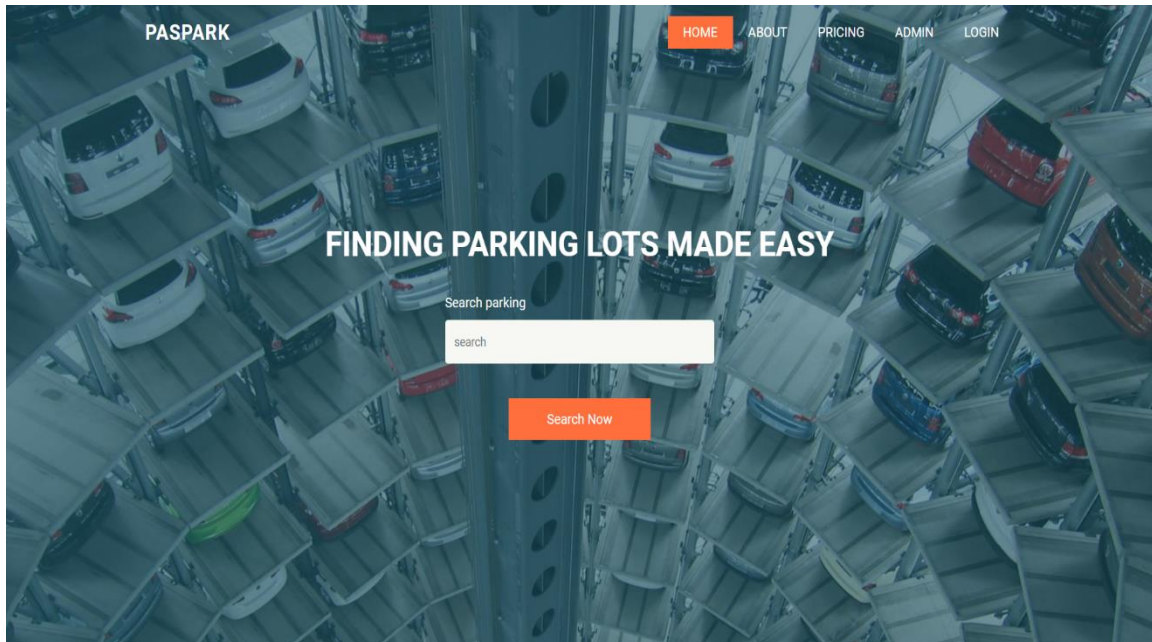 PASPARK
HOME ABOUT PRICING ADMIN LOGIN
FINDING PARKING LOTS MADE EASY
Search parking
search
Search Now